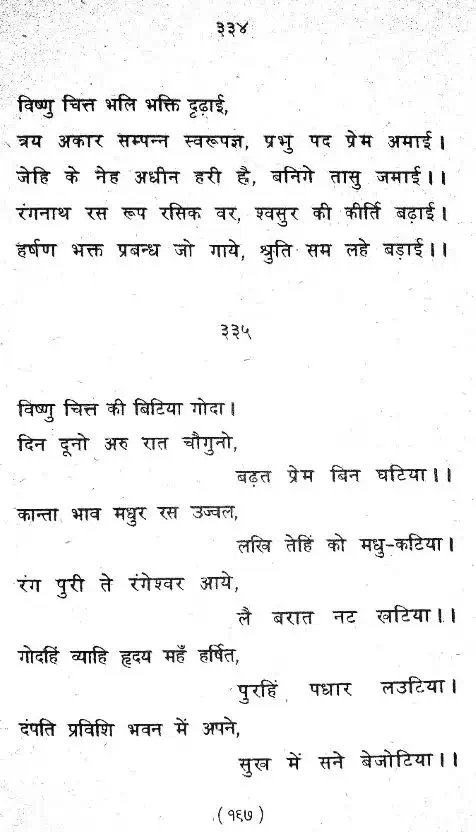 ३३४
विष्णु चित्त भलि भक्ति दृढ़ाई,
त्रय अकार सम्पन्न स्वरूपज्ञ, प्रभु पद प्रेम अमाई।
जेहि के नेह अधीन हरी है, बनिगे तासु जमाई।।
रंगनाथ रस रूप रसिक वर, श्वसुर की कीर्ति बढ़ाई।
हर्षण भक्त प्रबन्ध जो गाये, श्रुति सम लहे बड़ाई।।
३३५
विष्णु चित्त की बिटिया गोदा।
दिन दूनो अरु रात चौगुनो,
बढ़त प्रेम बिन घटिया।।
कान्ता भाव मधुर रस उज्वल,
लखि तेहिं को मधु-कटिया।
रंग पुरी ते रंगेश्वर आये,
लै बरात नट खटिया।।
गोदहिं व्याहि हृदय महँ हर्षित,
पुरहिं पधार लउटिया।
दंपति प्रविशि भवन में अपने,
सुख में सने बेजोटिया।।
(१९७)